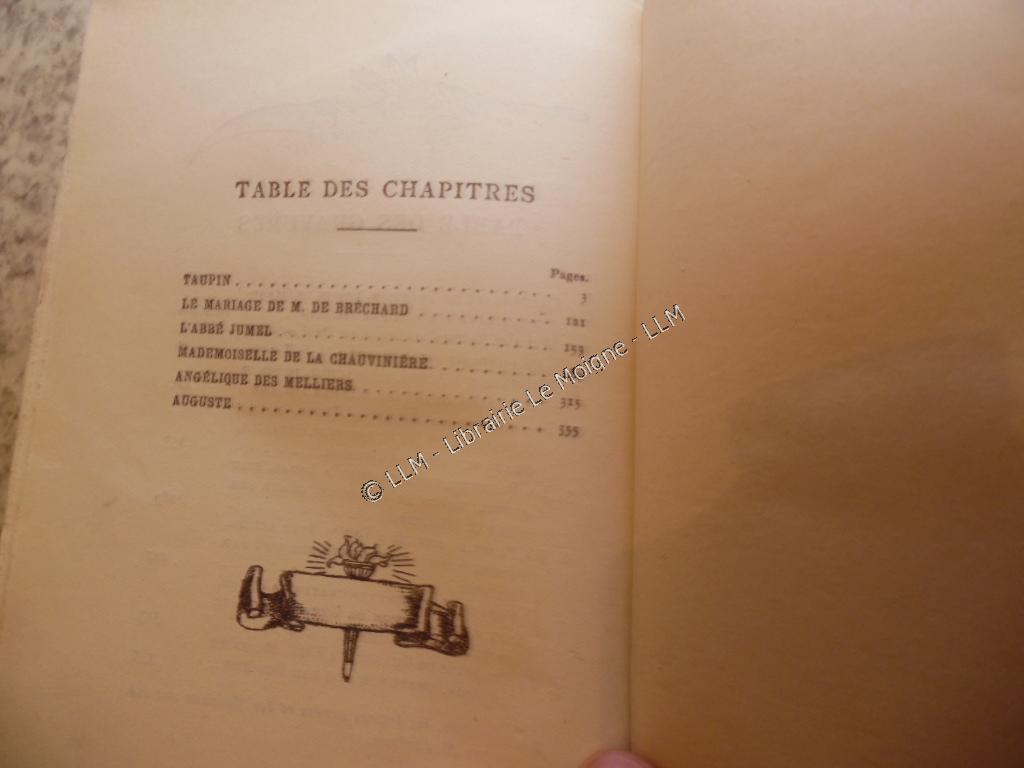 TABLE DES CHAPITRES
Pages.
TAUPIN 3
LE MARIAGE DE M. DE BRÉCHARD 121
L'ABBÉ JUMEL 153
MADEMOISELLE DE LA CHAUVINIÈRE
ANGÉLIQUE DES MELLIERS 315
AUGUSTE 355
© LLM - Librairie Le Moigne - LLM